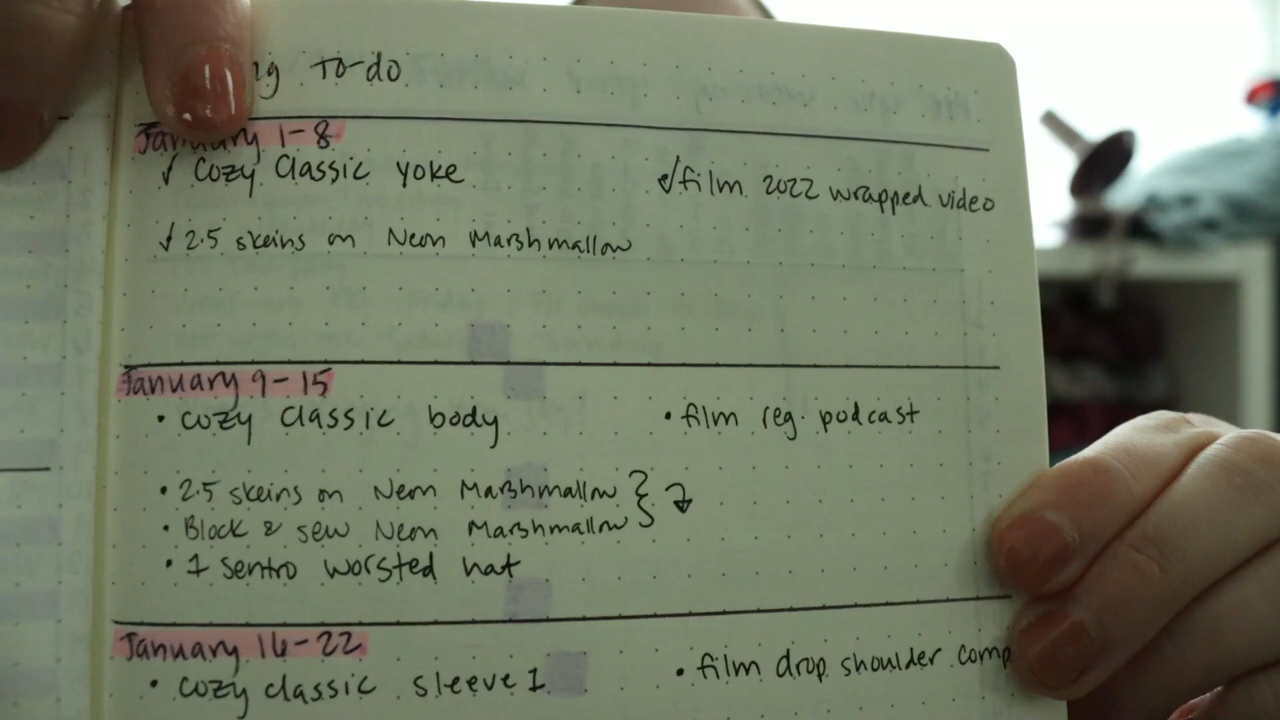 to-do
January 1-8
✓ Cozy Classic yoke
✓ film 2022 wrapped video
✓ 2.5 skeins on Neon Marshmallow
January 9-15
• cozy classic body
• film reg. podcast
• 2.5 skeins on Neon Marshmallow
• Block & sew Neon Marshmallow
• 1 sentro worsted hat
January 16-22
• cozy classic sleeve 1
• film drop shoulder comp